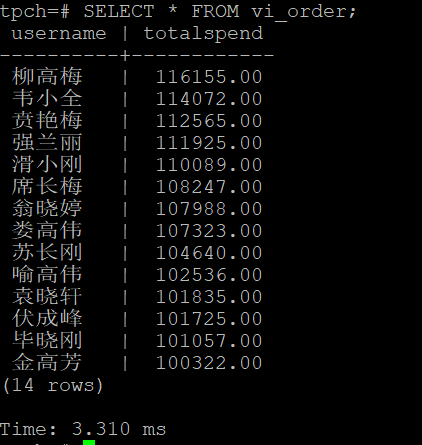 tpch=# SELECT * FROM vi_order;
 username | totalspend
----------+------------
 柳高梅   |  116155.00
 韦小全   |  114072.00
 贲艳梅   |  112565.00
 强兰丽   |  111925.00
 滑小刚   |  110089.00
 席长梅   |  108247.00
 翁晓婷   |  107988.00
 娄高伟   |  107323.00
 苏长刚   |  104640.00
 喻高伟   |  102536.00
 袁晓轩   |  101835.00
 伏成峰   |  101725.00
 毕晓刚   |  101057.00
 金高芳   |  100322.00
(14 rows)
Time: 3.310 ms